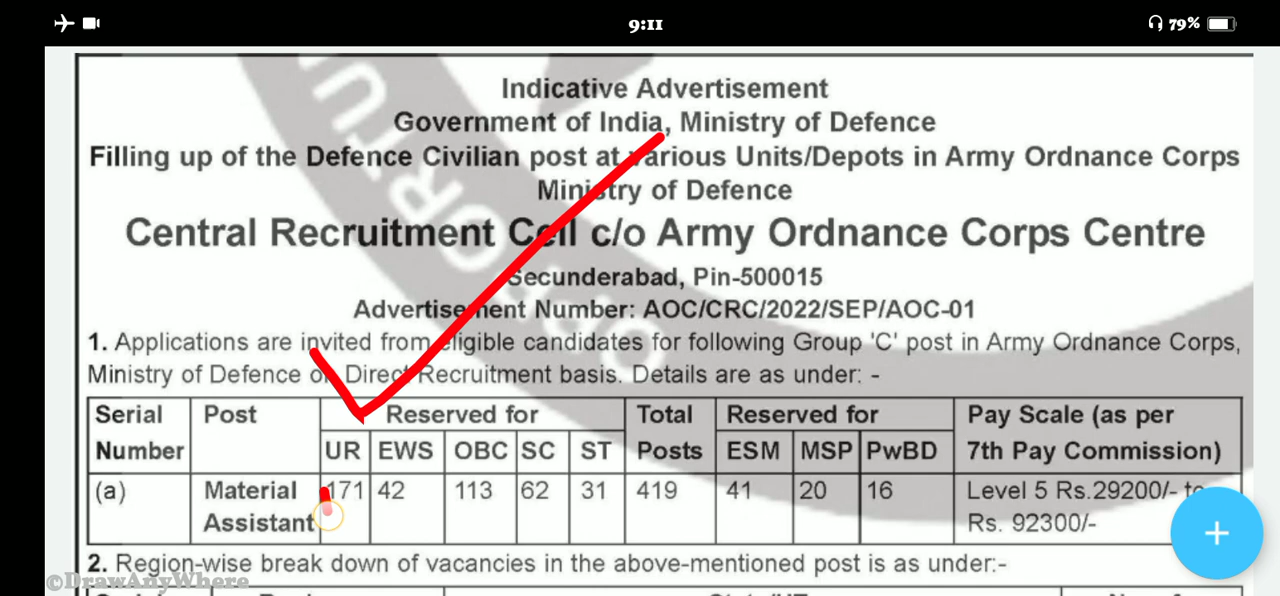 9:11
79%
Indicative Advertisement
Government of India, Ministry of Defence
Filling up of the Defence Civilian post at various Units/Depots in Army Ordnance Corps
Ministry of Defence
Central Recruitment Cell c/o Army Ordnance Corps Centre
Secunderabad, Pin-500015
Advertisement Number: AOC/CRC/2022/SEP/AOC-01
1. Applications are invited from eligible candidates for following Group 'C' post in Army Ordnance Corps,
Ministry of Defence on Direct Recruitment basis. Details are as under: -
Serial Number Post Reserved for Total Posts Reserved for Pay Scale (as per 7th Pay Commission)
UR EWS OBC SC ST ESM MSP PwBD
(a) Material Assistant 171 42 113 62 31 419 41 20 16 Level 5 Rs.29200/- to Rs. 92300/-
2. Region-wise break down of vacancies in the above-mentioned post is as under:-
©DrawAnyWhere
OPPORTUN